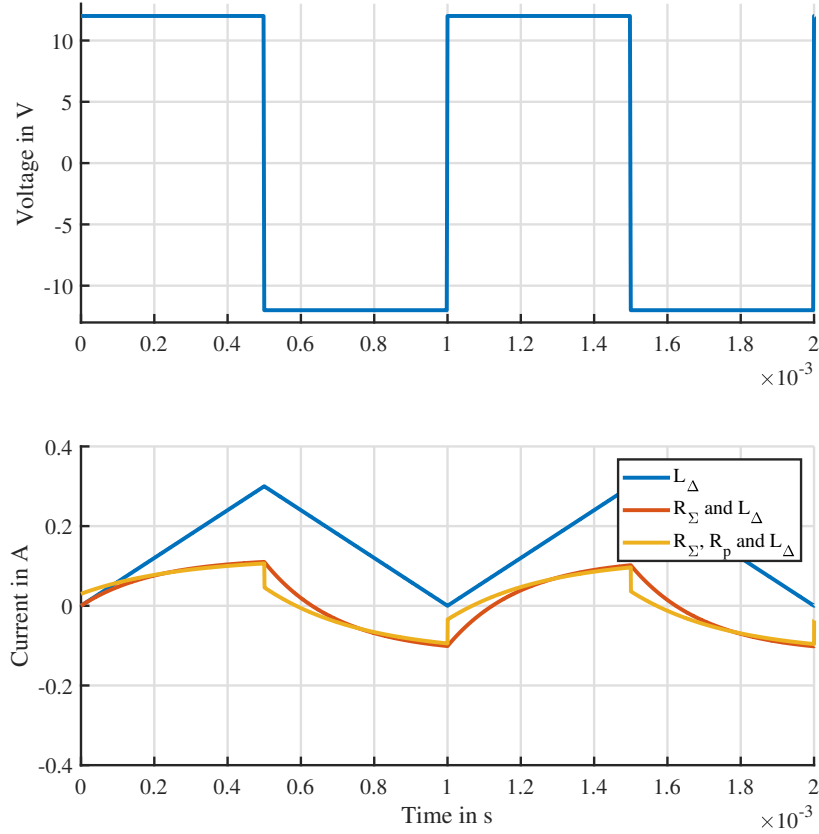 10
5
0
-5
-10
Voltage in V
0 0.2 0.4 0.6 0.8 1 1.2 1.4 1.6 1.8 2
×10⁻³
0.4
0.2
0
-0.2
-0.4
Current in A
L_Δ
R_Σ and L_Δ
R_Σ, R_p and L_Δ
0 0.2 0.4 0.6 0.8 1 1.2 1.4 1.6 1.8 2
Time in s
×10⁻³